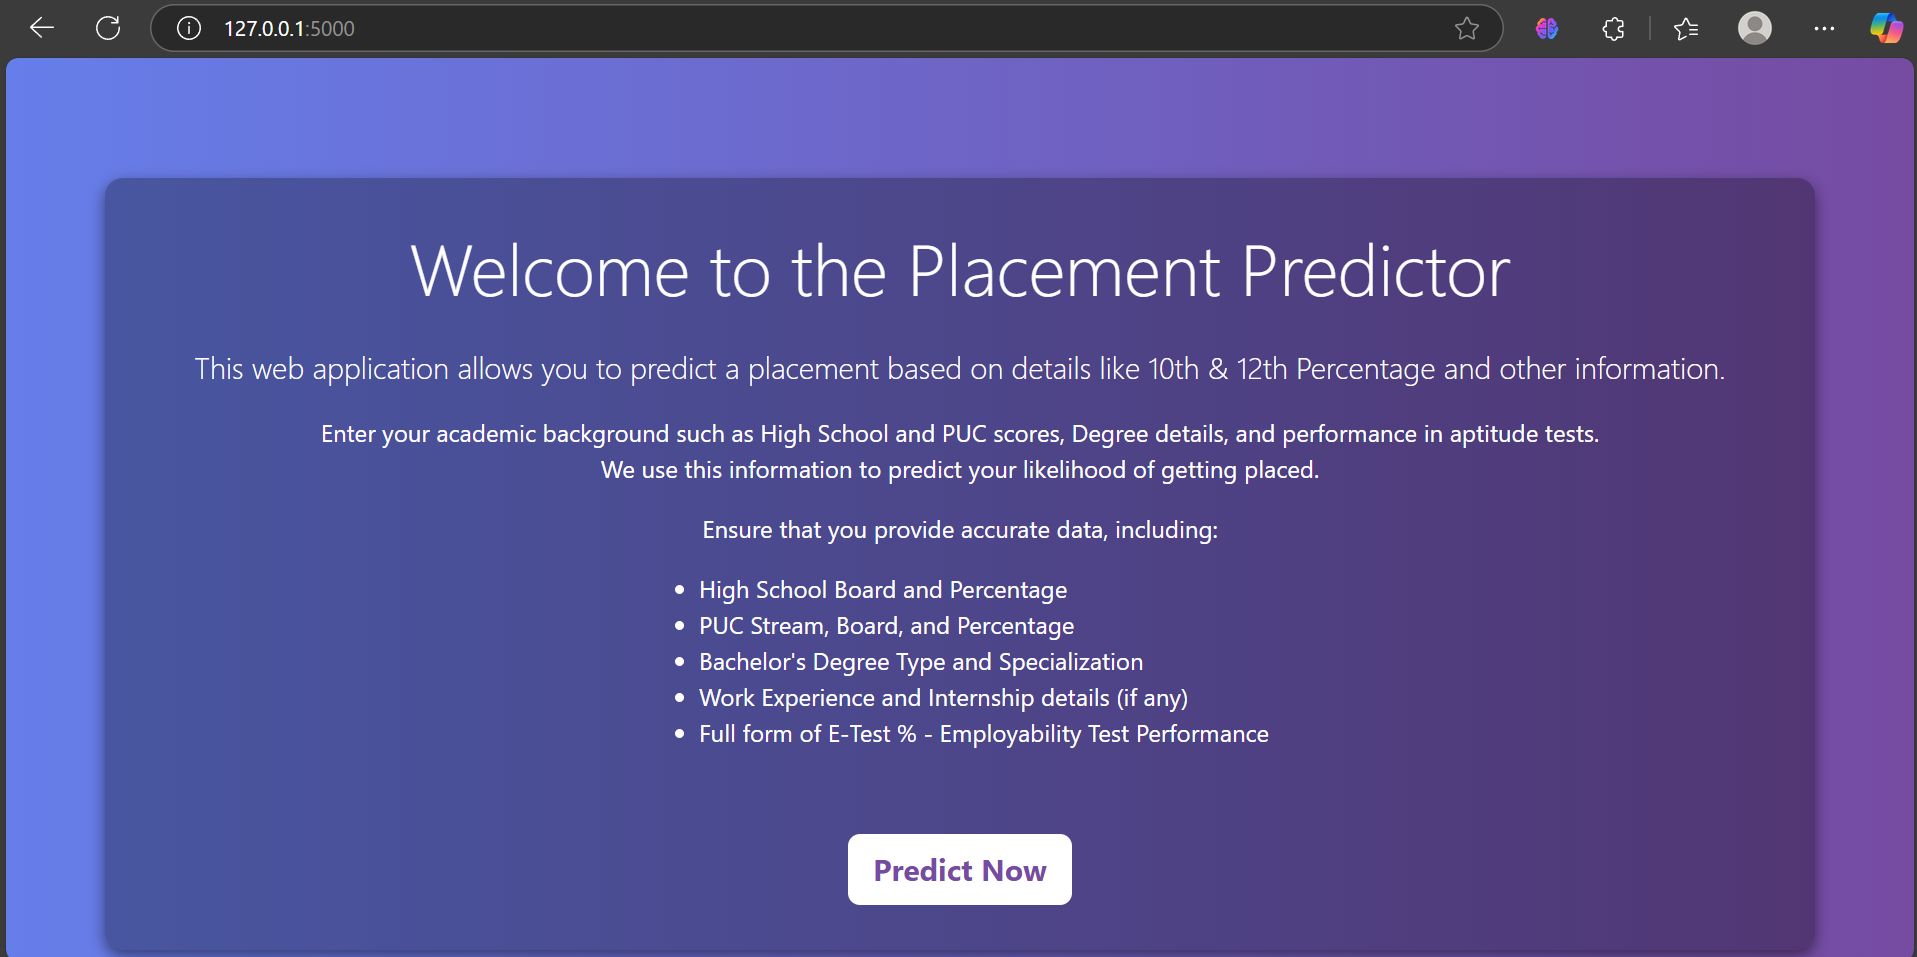 127.0.0.1:5000
Welcome to the Placement Predictor
This web application allows you to predict a placement based on details like 10th & 12th Percentage and other information.
Enter your academic background such as High School and PUC scores, Degree details, and performance in aptitude tests.
We use this information to predict your likelihood of getting placed.
Ensure that you provide accurate data, including:
• High School Board and Percentage
• PUC Stream, Board, and Percentage
• Bachelor's Degree Type and Specialization
• Work Experience and Internship details (if any)
• Full form of E-Test % - Employability Test Performance
Predict Now